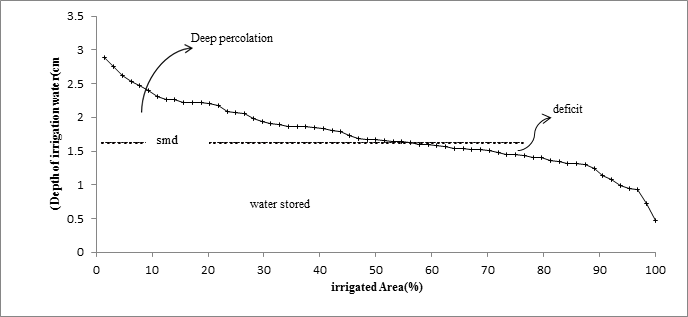 3.5
3
2.5
2
1.5
1
0.5
0
(Depth of irrigation wate r(cm
Deep percolation
deficit
smd
water stored
0 10 20 30 40 50 60 70 80 90 100
irrigated Area(%)